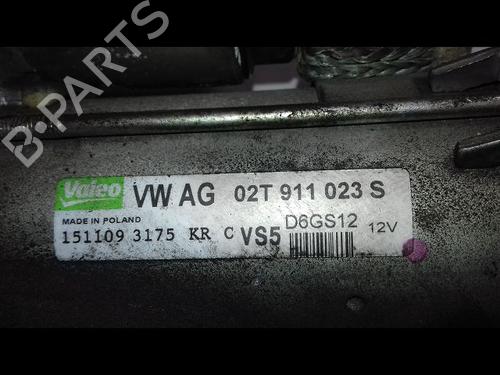 B-PARTS
Valeo VW AG 02T 911 023 S
MADE IN POLAND
D6GS12 12V
151109 3175 KR C VS5